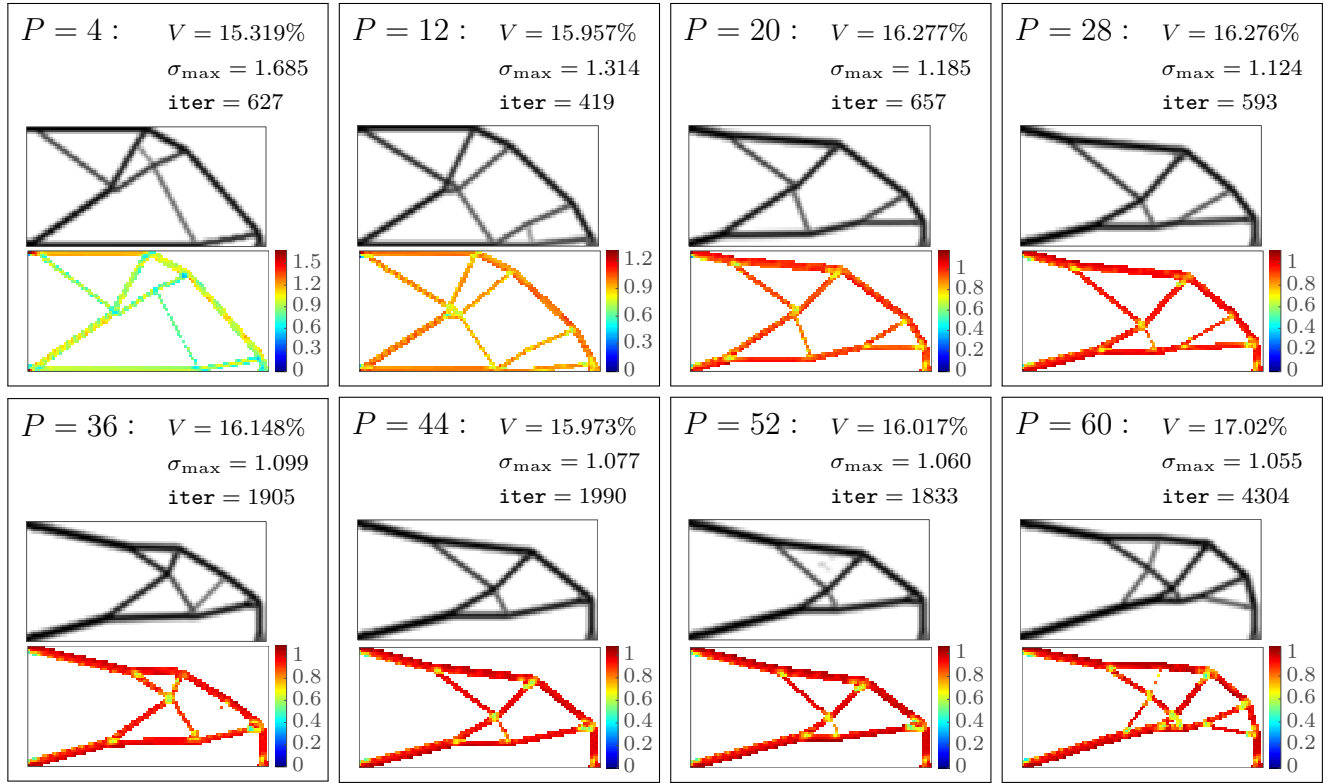 P = 4 : V = 15.319%
σmax = 1.685
iter = 627
1.5
1.2
0.9
0.6
0.3
0
P = 12 : V = 15.957%
σmax = 1.314
iter = 419
1.2
0.9
0.6
0.3
0
P = 20 : V = 16.277%
σmax = 1.185
iter = 657
1
0.8
0.6
0.4
0.2
0
P = 28 : V = 16.276%
σmax = 1.124
iter = 593
1
0.8
0.6
0.4
0.2
0
P = 36 : V = 16.148%
σmax = 1.099
iter = 1905
1
0.8
0.6
0.4
0.2
0
P = 44 : V = 15.973%
σmax = 1.077
iter = 1990
1
0.8
0.6
0.4
0.2
0
P = 52 : V = 16.017%
σmax = 1.060
iter = 1833
1
0.8
0.6
0.4
0.2
0
P = 60 : V = 17.02%
σmax = 1.055
iter = 4304
1
0.8
0.6
0.4
0.2
0